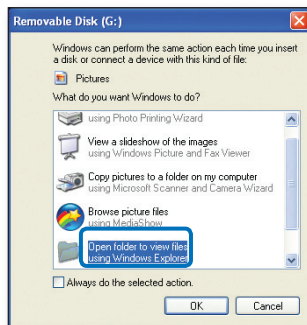 Removable Disk (G:)
Windows can perform the same action each time you insert
a disk or connect a device with this kind of file:
Pictures
What do you want Windows to do?
using Photo Printing Wizard
View a slideshow of the images
using Windows Picture and Fax Viewer
Copy pictures to a folder on my computer
using Microsoft Scanner and Camera Wizard
Browse picture files
using MediaShow
Open folder to view files
using Windows Explorer
Always do the selected action.
OK
Cancel